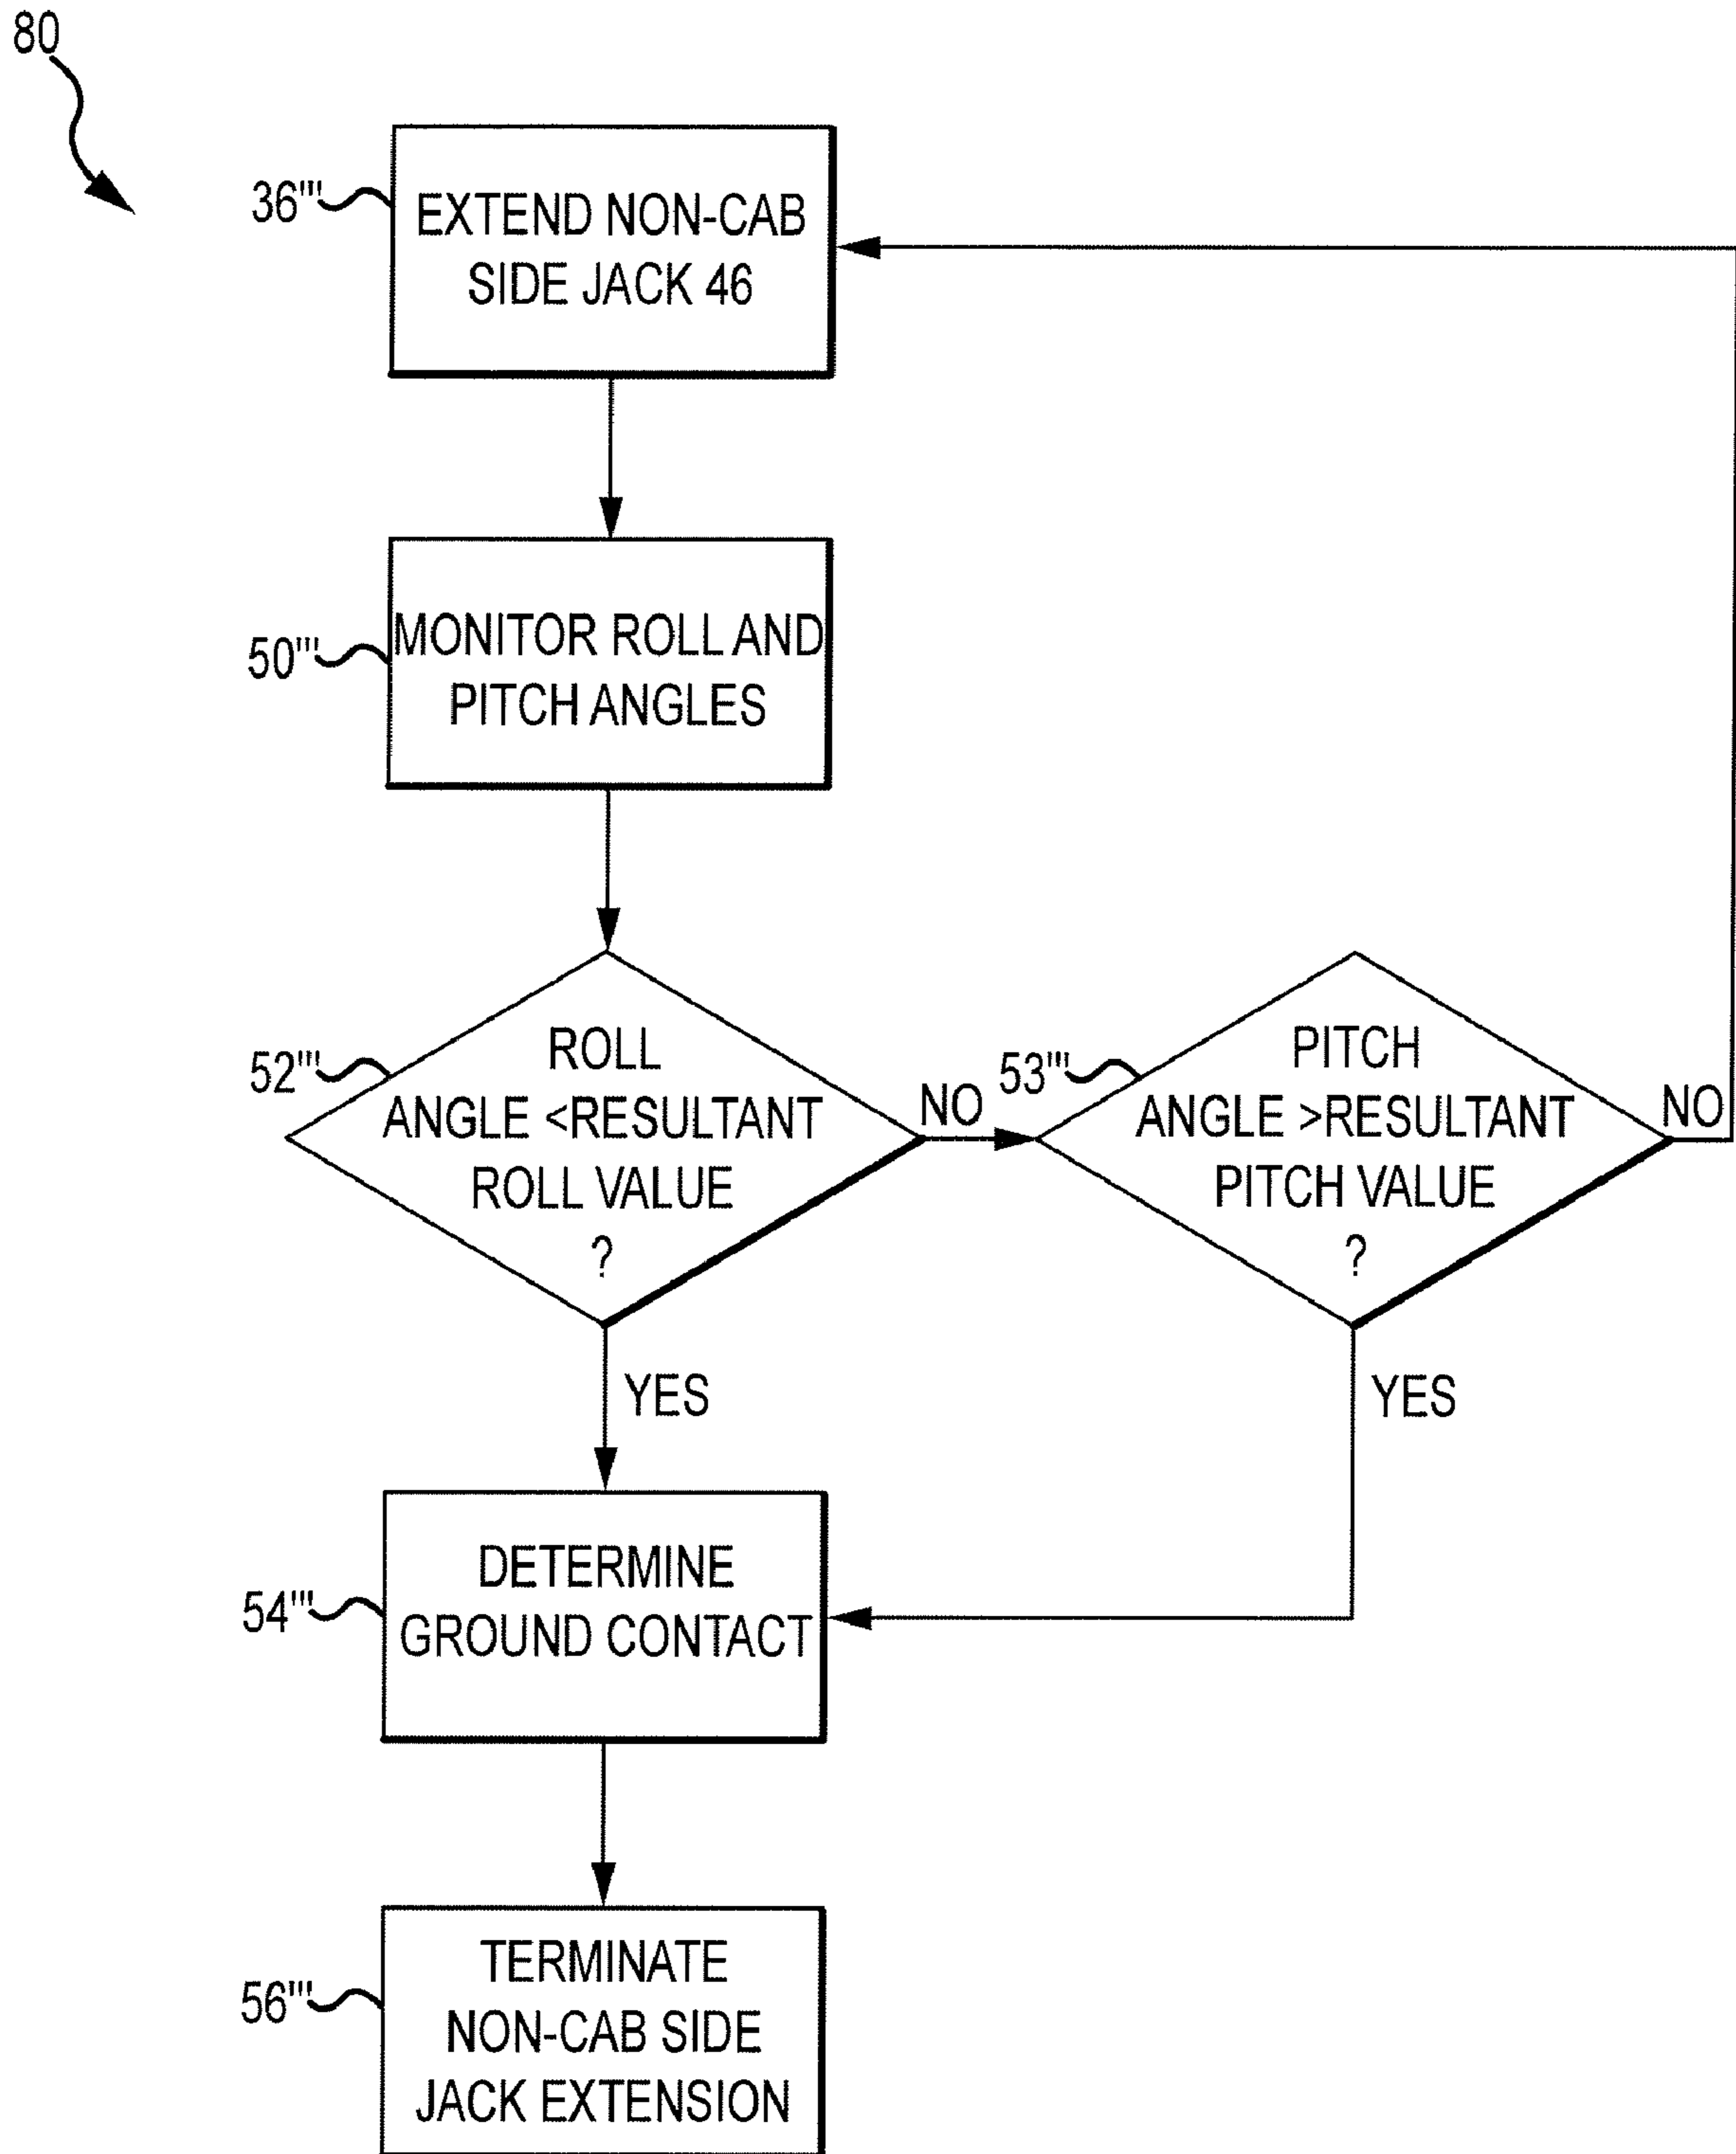 80
36'''
EXTEND NON-CAB
SIDE JACK 46
50'''
MONITOR ROLL AND
PITCH ANGLES
52'''
ROLL
ANGLE <RESULTANT
ROLL VALUE
?
NO
53'''
PITCH
ANGLE >RESULTANT
PITCH VALUE
?
NO
YES
YES
54'''
DETERMINE
GROUND CONTACT
56'''
TERMINATE
NON-CAB SIDE
JACK EXTENSION